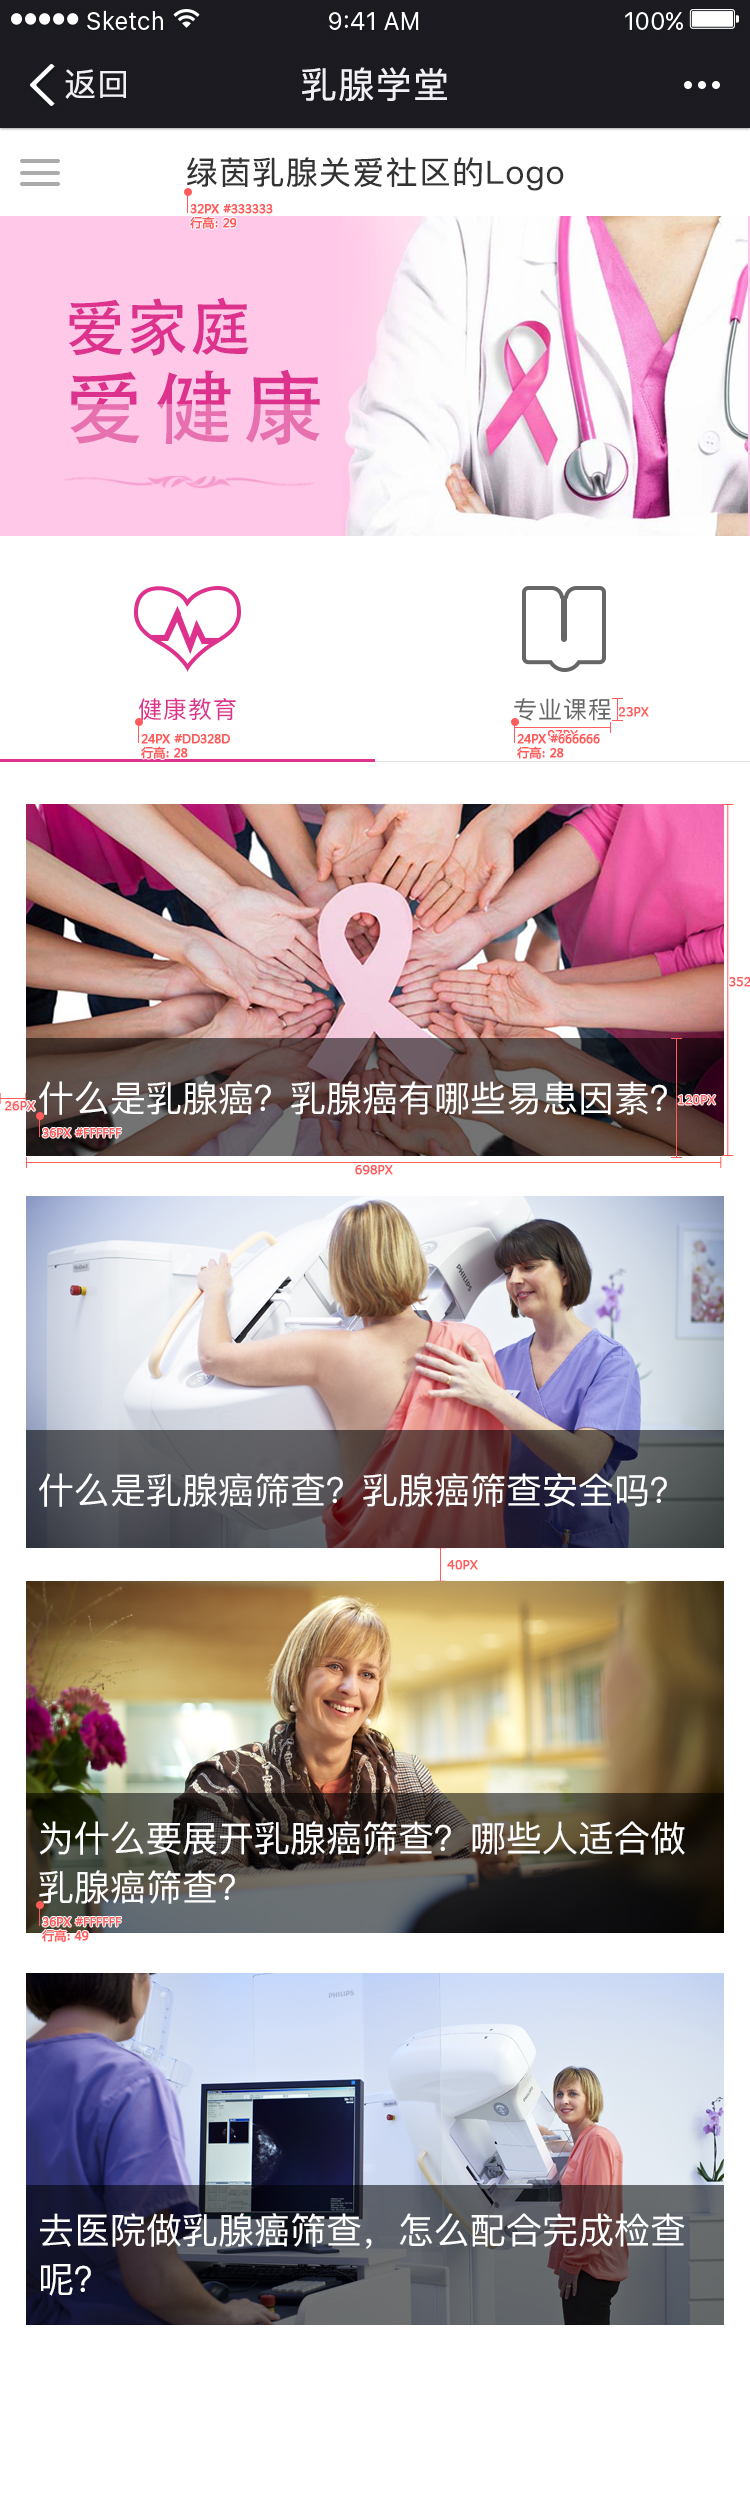 Sketch 9:41 AM 100%
返回 乳腺学堂
绿茵乳腺关爱社区的Logo
32PX #333333
行高: 29
爱家庭
爱健康
健康教育
专业课程
23PX
97PX
24PX #DD328D
行高: 28
24PX #666666
行高: 28
352
26PX
什么是乳腺癌？乳腺癌有哪些易患因素？
120PX
36PX #FFFFFF
698PX
PHILIPS
什么是乳腺癌筛查？乳腺癌筛查安全吗？
40PX
为什么要展开乳腺癌筛查？哪些人适合做
乳腺癌筛查？
36PX #FFFFFF
行高: 49
PHILIPS
去医院做乳腺癌筛查，怎么配合完成检查
呢？